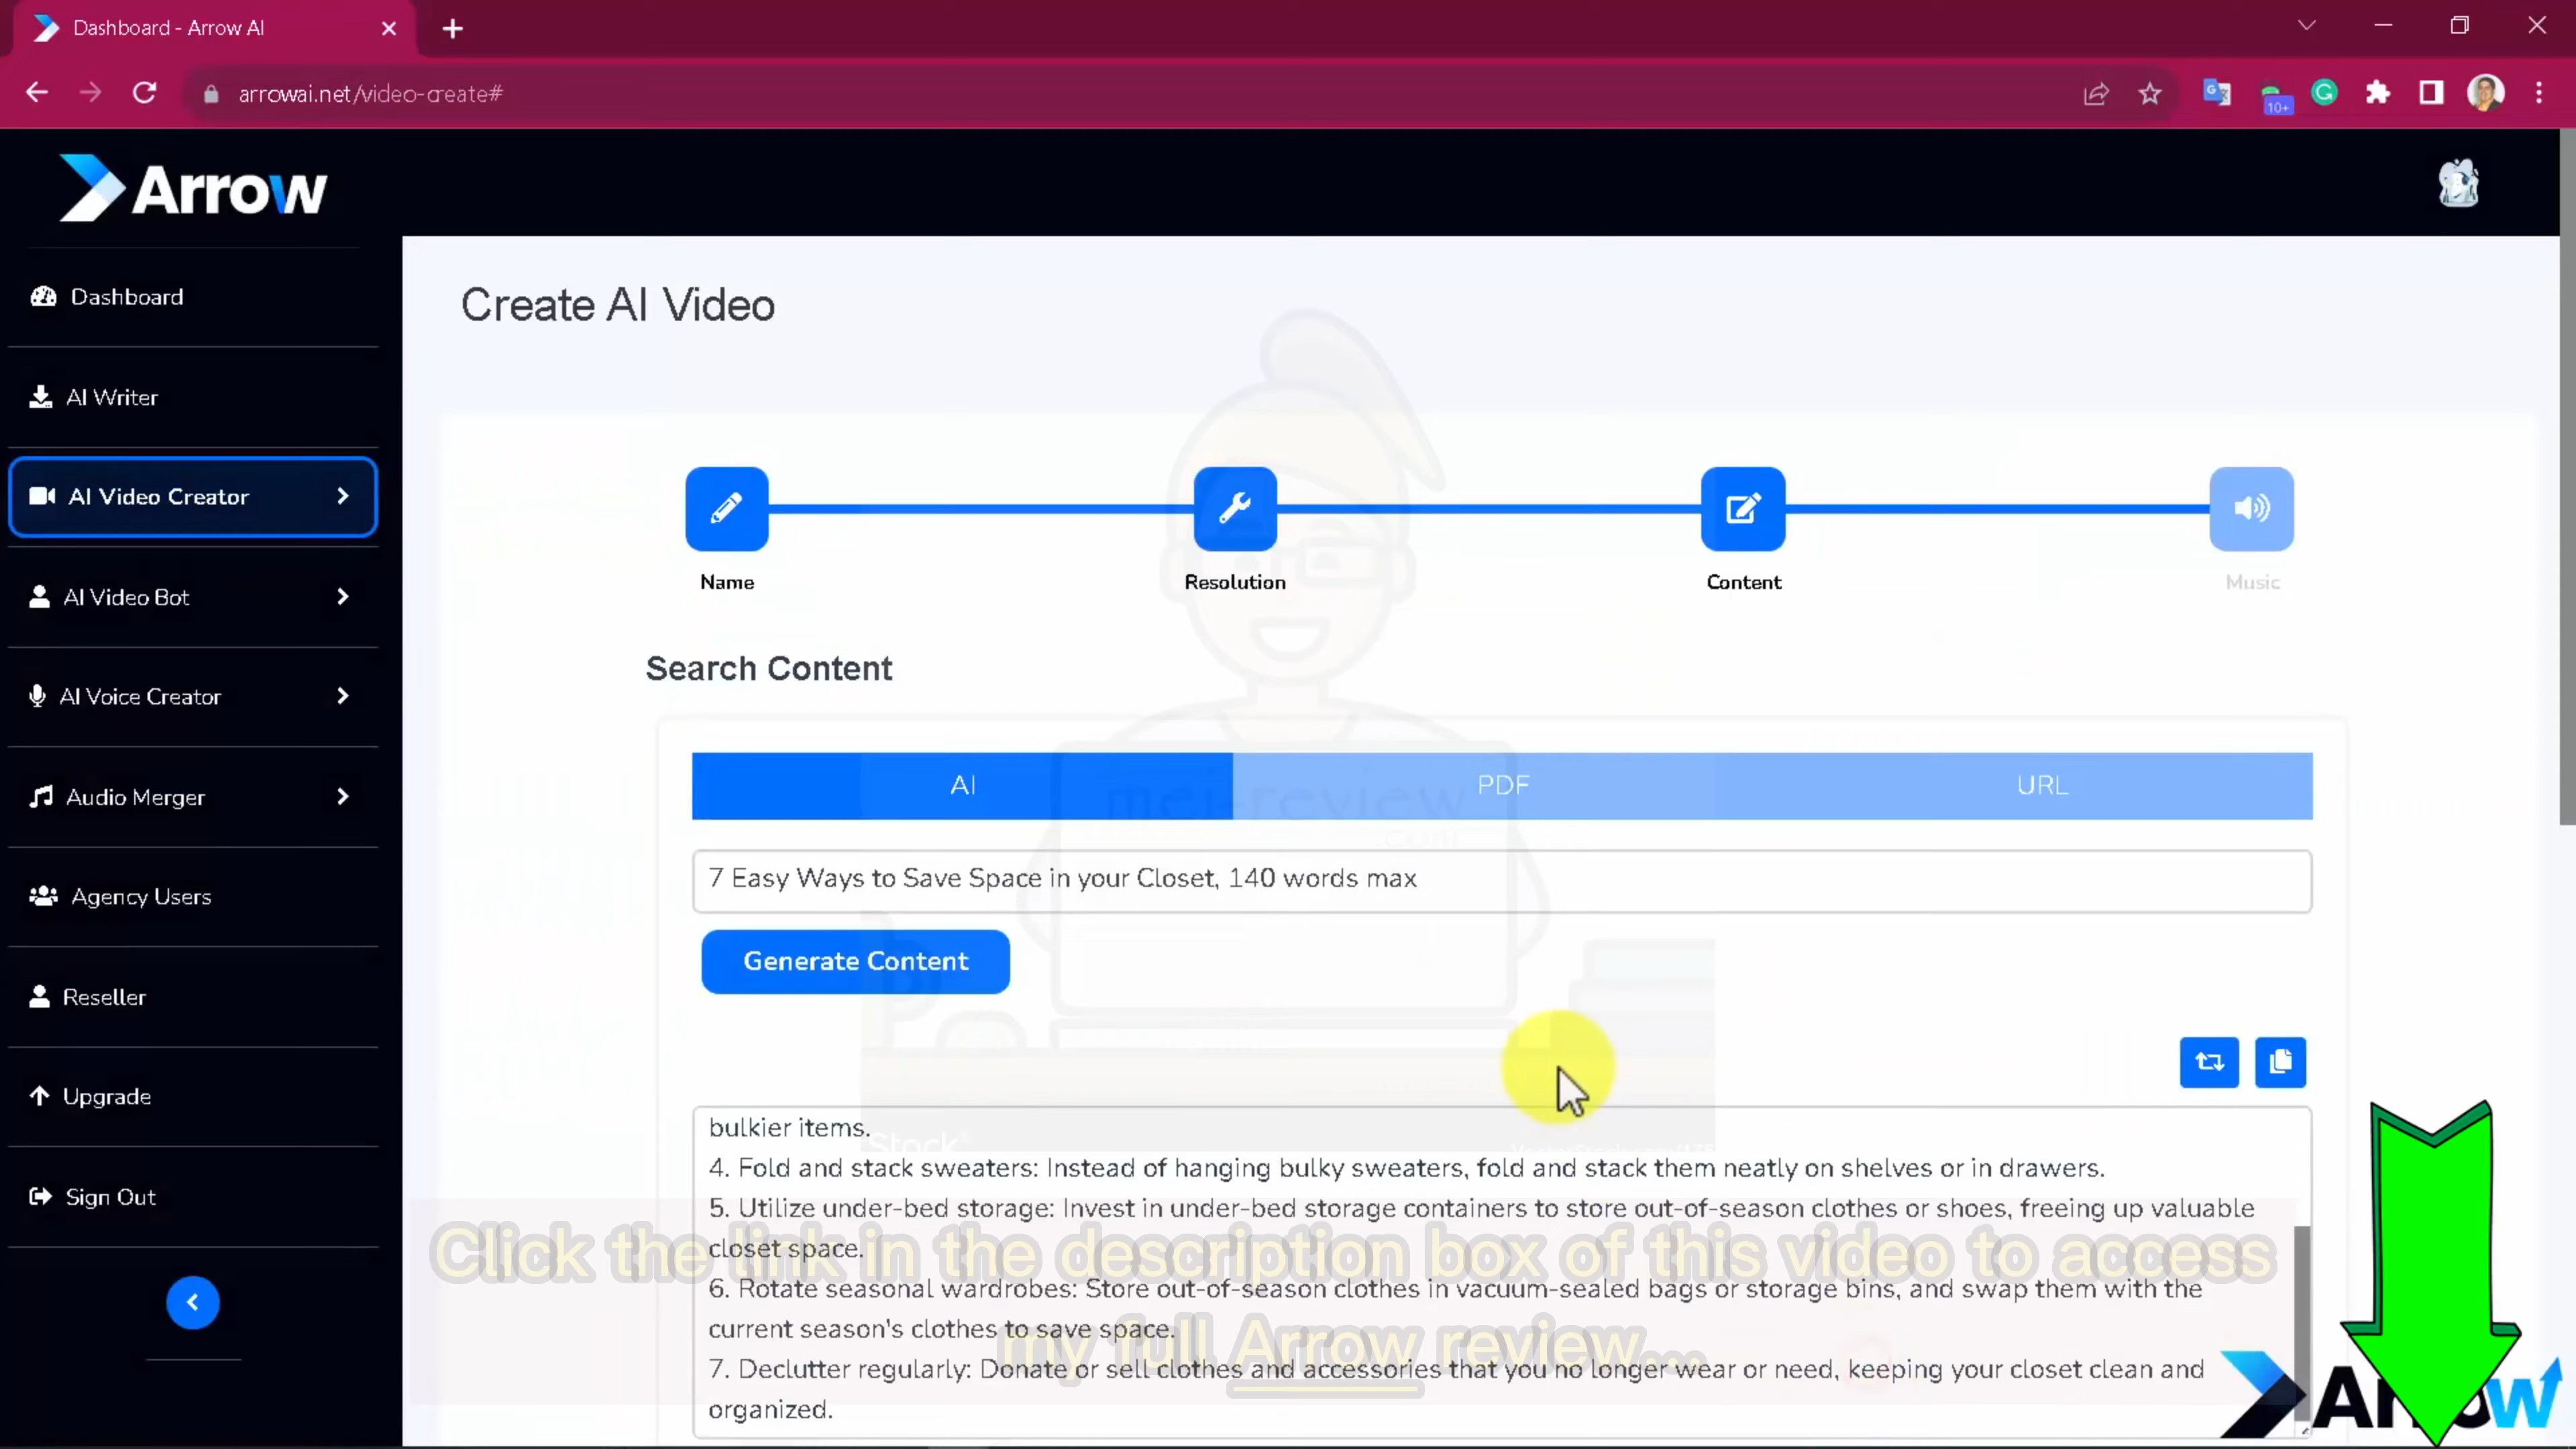 Dashboard - Arrow AI
arrowai.net/video-create#
10+
Arrow
Dashboard
AI Writer
AI Video Creator
AI Video Bot
AI Voice Creator
Audio Merger
Agency Users
Reseller
Upgrade
Sign Out
Create AI Video
Name
Resolution
Content
Music
Search Content
AI
PDF
URL
mei-review
.com
7 Easy Ways to Save Space in your Closet, 140 words max
Generate Content
Stock
bulkier items.
4. Fold and stack sweaters: Instead of hanging bulky sweaters, fold and stack them neatly on shelves or in drawers.
5. Utilize under-bed storage: Invest in under-bed storage containers to store out-of-season clothes or shoes, freeing up valuable
closet space.
6. Rotate seasonal wardrobes: Store out-of-season clothes in vacuum-sealed bags or storage bins, and swap them with the
current season's clothes to save space.
7. Declutter regularly: Donate or sell clothes and accessories that you no longer wear or need, keeping your closet clean and
organized.
Click the link in the description box of this video to access
my full Arrow review...
Arrow